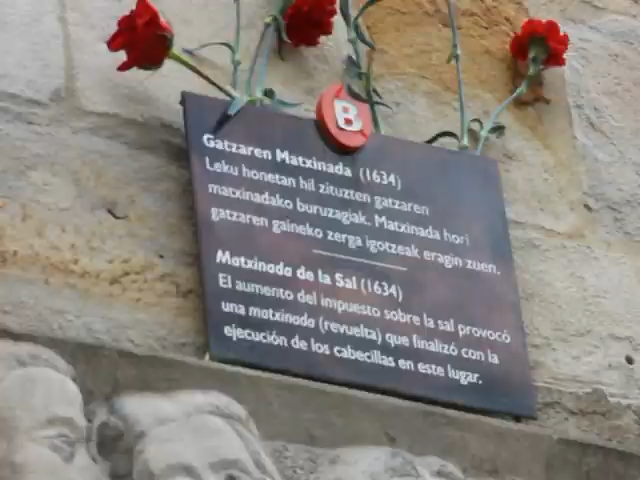 B
Gatzaren Matxinada (1634)
Leku honetan hil zituzten gatzaren
matxinadako buruzagiak. Matxinada hori
gatzaren gaineko zerga igotzeak eragin zuen.
Matxinada de la Sal (1634)
El aumento del impuesto sobre la sal provocó
una matxinada (revuelta) que finalizó con la
ejecución de los cabecillas en este lugar.